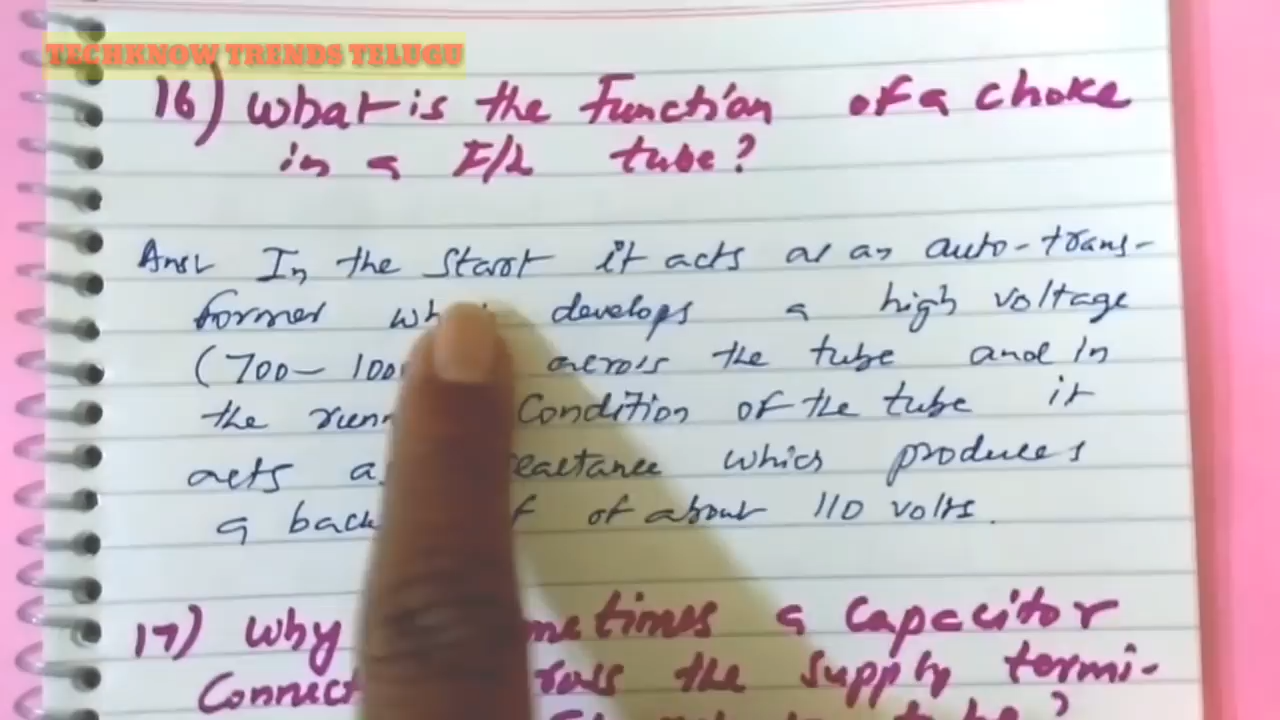 TECHKNOW TRENDS TELUGU
16) What is the Function of a choke
in a F/L tube?
Ans: In the Start it acts as an auto-trans-
former develops a high voltage
(700- across the tube and in
the Condition of the tube it
acts which produces
a back of about 110 volts.
17) Why a Capacitor
the Supply termi-